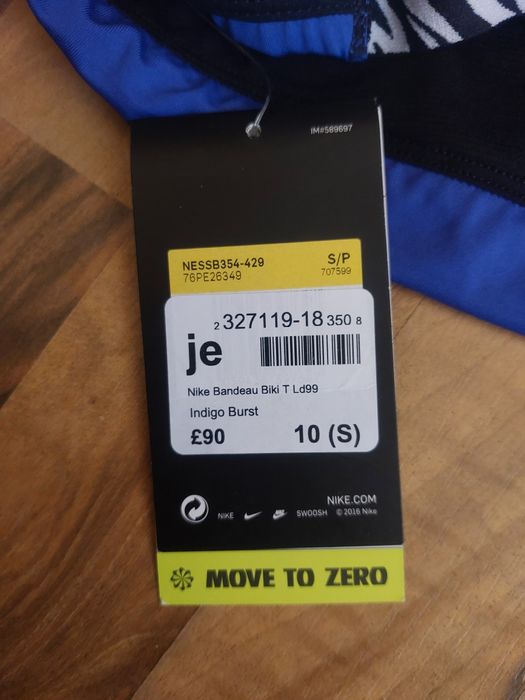 IM#589697
NESSB354-429 S/P
76PE26349 707599
2 327119-18 350 8
je
Nike Bandeau Biki T Ld99
Indigo Burst
£90 10 (S)
NIKE.COM
NIKE SWOOSH © 2016 Nike
MOVE TO ZERO